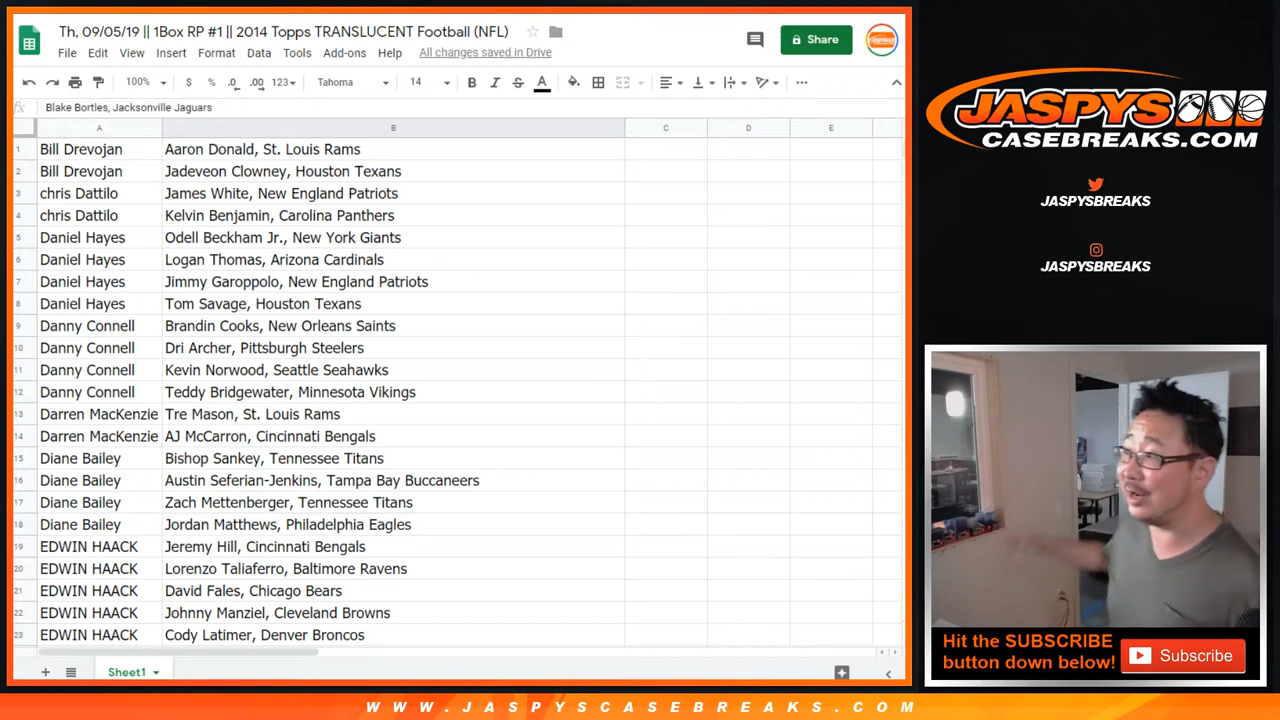 Th, 09/05/19 || 1Box RP #1 || 2014 Topps TRANSLUCENT Football (NFL)
File Edit View Insert Format Data Tools Add-ons Help All changes saved in Drive
Share
100% $ % .0 .00 123 Tahoma 14 B I S A
fx Blake Bortles, Jacksonville Jaguars
A B C D E
1 Bill Drevojan Aaron Donald, St. Louis Rams
2 Bill Drevojan Jadeveon Clowney, Houston Texans
3 chris Dattilo James White, New England Patriots
4 chris Dattilo Kelvin Benjamin, Carolina Panthers
5 Daniel Hayes Odell Beckham Jr., New York Giants
6 Daniel Hayes Logan Thomas, Arizona Cardinals
7 Daniel Hayes Jimmy Garoppolo, New England Patriots
8 Daniel Hayes Tom Savage, Houston Texans
9 Danny Connell Brandin Cooks, New Orleans Saints
10 Danny Connell Dri Archer, Pittsburgh Steelers
11 Danny Connell Kevin Norwood, Seattle Seahawks
12 Danny Connell Teddy Bridgewater, Minnesota Vikings
13 Darren MacKenzie Tre Mason, St. Louis Rams
14 Darren MacKenzie AJ McCarron, Cincinnati Bengals
15 Diane Bailey Bishop Sankey, Tennessee Titans
16 Diane Bailey Austin Seferian-Jenkins, Tampa Bay Buccaneers
17 Diane Bailey Zach Mettenberger, Tennessee Titans
18 Diane Bailey Jordan Matthews, Philadelphia Eagles
19 EDWIN HAACK Jeremy Hill, Cincinnati Bengals
20 EDWIN HAACK Lorenzo Taliaferro, Baltimore Ravens
21 EDWIN HAACK David Fales, Chicago Bears
22 EDWIN HAACK Johnny Manziel, Cleveland Browns
23 EDWIN HAACK Cody Latimer, Denver Broncos
Sheet1
JASPYS
CASEBREAKS.COM
JASPYSBREAKS
JASPYSBREAKS
Hit the SUBSCRIBE
button down below!
Subscribe
WWW.JASPYSCASEBREAKS.COM